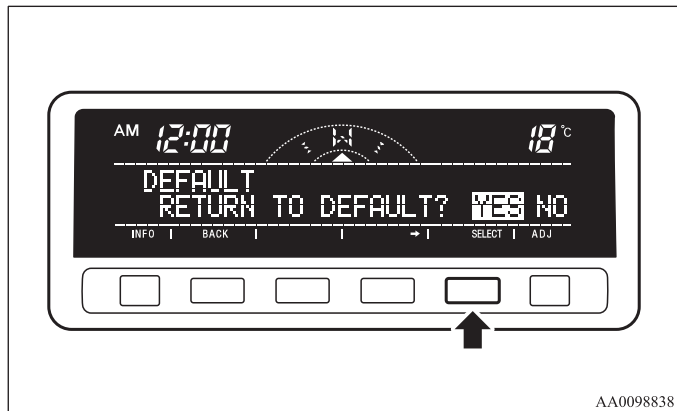 AM 12:00 18 °C
DEFAULT
RETURN TO DEFAULT? YES NO
INFO | BACK | | → | SELECT | ADJ
AA0098838